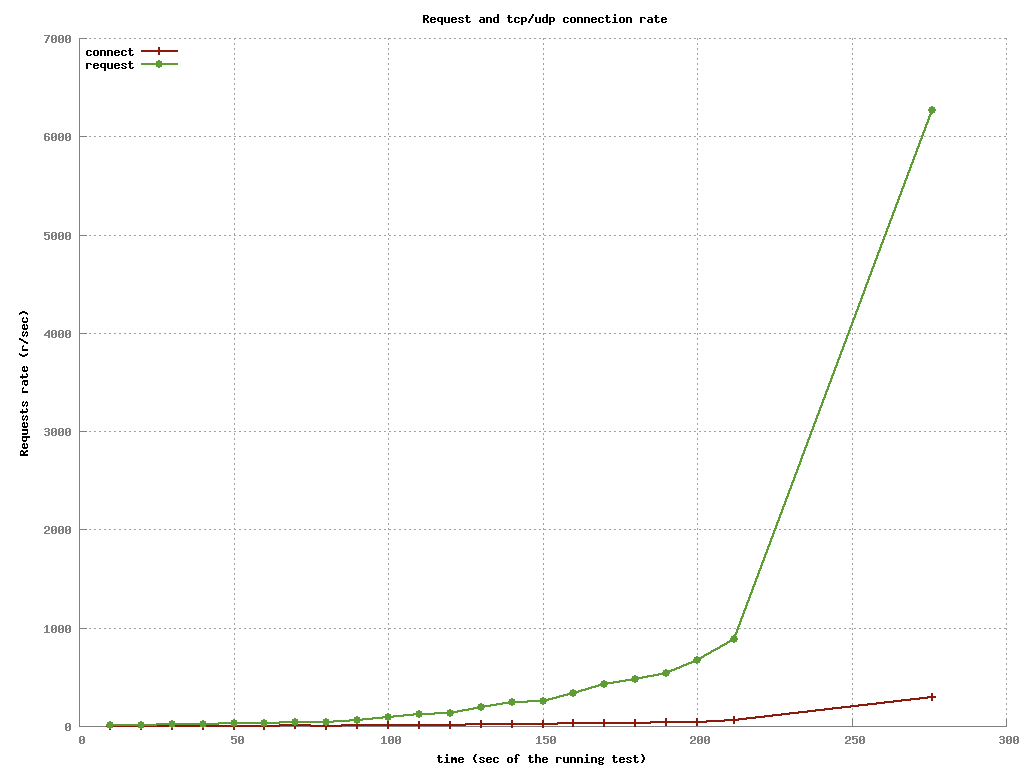 Request and tcp/udp connection rate
connect
request
7000
6000
5000
4000
3000
2000
1000
0
Requests rate (r/sec)
0 50 100 150 200 250 300
time (sec of the running test)